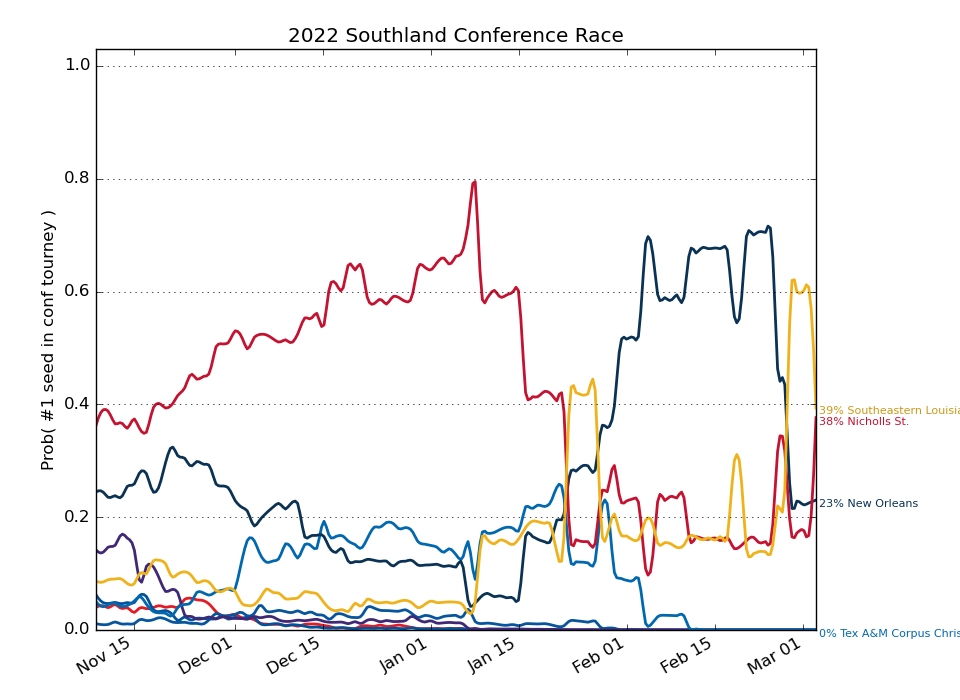 2022 Southland Conference Race
Prob( #1 seed in conf tourney )
1.0
0.8
0.6
0.4
0.2
0.0
39% Southeastern Louisia
38% Nicholls St.
23% New Orleans
0% Tex A&M Corpus Chris
Nov 15
Dec 01
Dec 15
Jan 01
Jan 15
Feb 01
Feb 15
Mar 01